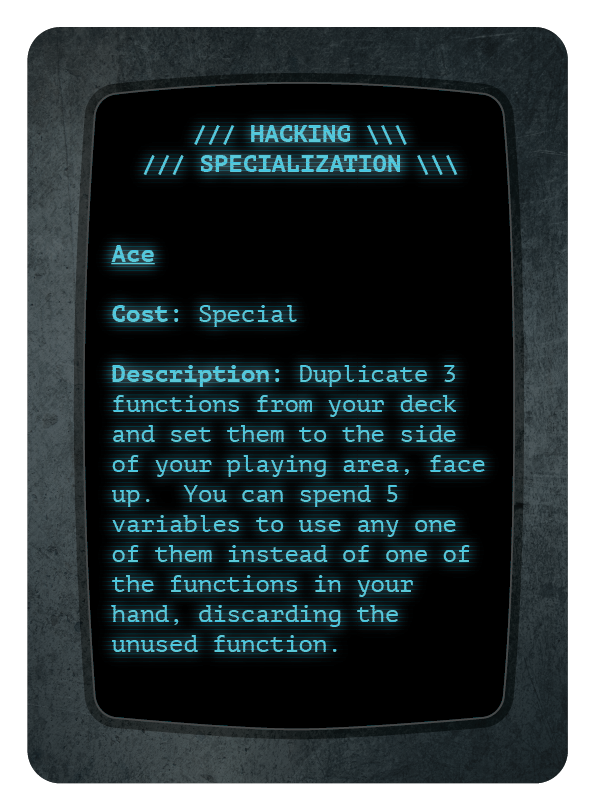 /// HACKING \\\
/// SPECIALIZATION \\\
Ace
Cost: Special
Description: Duplicate 3
functions from your deck
and set them to the side
of your playing area, face
up.  You can spend 5
variables to use any one
of them instead of one of
the functions in your
hand, discarding the
unused function.